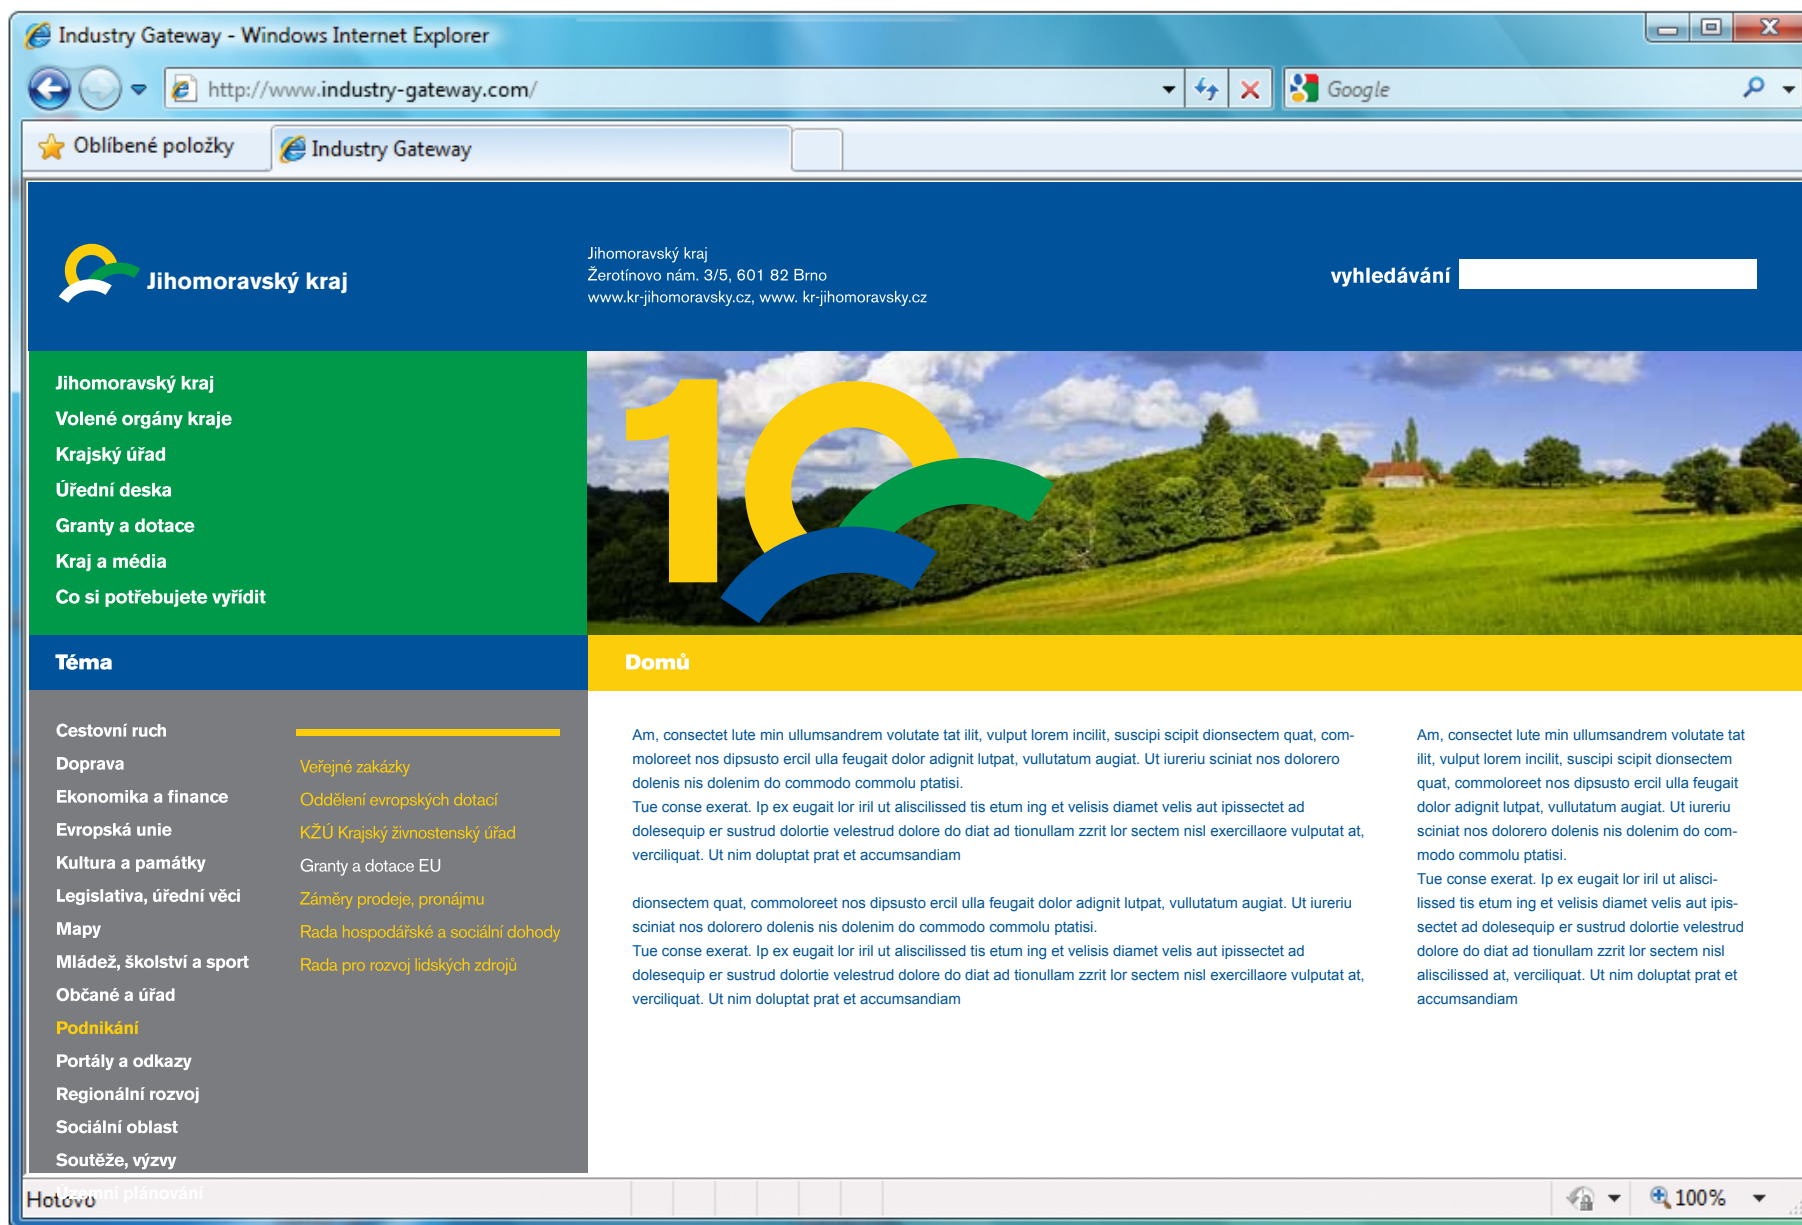 Industry Gateway - Windows Internet Explorer
http://www.industry-gateway.com/
Google
Oblíbené položky
Industry Gateway
Jihomoravský kraj
Jihomoravský kraj
Žerotínovo nám. 3/5, 601 82 Brno
www.kr-jihomoravsky.cz, www. kr-jihomoravsky.cz
vyhledávání
Jihomoravský kraj
Volené orgány kraje
Krajský úřad
Úřední deska
Granty a dotace
Kraj a média
Co si potřebujete vyřídit
10
Téma
Domů
Cestovní ruch
Doprava
Ekonomika a finance
Evropská unie
Kultura a památky
Legislativa, úřední věci
Mapy
Mládež, školství a sport
Občané a úřad
Podnikání
Portály a odkazy
Regionální rozvoj
Sociální oblast
Soutěže, výzvy
Územní plánování
Veřejné zakázky
Oddělení evropských dotací
KŽÚ Krajský živnostenský úřad
Granty a dotace EU
Záměry prodeje, pronájmu
Rada hospodářské a sociální dohody
Rada pro rozvoj lidských zdrojů
Am, consectet lute min ullumsandrem volutate tat ilit, vulput lorem incilit, suscipi scipit dionsectem quat, com-
moloreet nos dipsusto ercil ulla feugait dolor adignit lutpat, vullutatum augiat. Ut iureriu sciniat nos dolorero
dolenis nis dolenim do commodo commolu ptatisi.
Tue conse exerat. Ip ex eugait lor iril ut aliscilissed tis etum ing et velisis diamet velis aut ipissectet ad
dolesequip er sustrud dolortie velestrud dolore do diat ad tionullam zzrit lor sectem nisl exercillaore vulputat at,
verciliquat. Ut nim doluptat prat et accumsandiam
dionsectem quat, commoloreet nos dipsusto ercil ulla feugait dolor adignit lutpat, vullutatum augiat. Ut iureriu
sciniat nos dolorero dolenis nis dolenim do commodo commolu ptatisi.
Tue conse exerat. Ip ex eugait lor iril ut aliscilissed tis etum ing et velisis diamet velis aut ipissectet ad
dolesequip er sustrud dolortie velestrud dolore do diat ad tionullam zzrit lor sectem nisl exercillaore vulputat at,
verciliquat. Ut nim doluptat prat et accumsandiam
Am, consectet lute min ullumsandrem volutate tat
ilit, vulput lorem incilit, suscipi scipit dionsectem
quat, commoloreet nos dipsusto ercil ulla feugait
dolor adignit lutpat, vullutatum augiat. Ut iureriu
sciniat nos dolorero dolenis nis dolenim do com-
modo commolu ptatisi.
Tue conse exerat. Ip ex eugait lor iril ut alisci-
lissed tis etum ing et velisis diamet velis aut ipis-
sectet ad dolesequip er sustrud dolortie velestrud
dolore do diat ad tionullam zzrit lor sectem nisl
aliscilissed at, verciliquat. Ut nim doluptat prat et
accumsandiam
Hotovo
100%